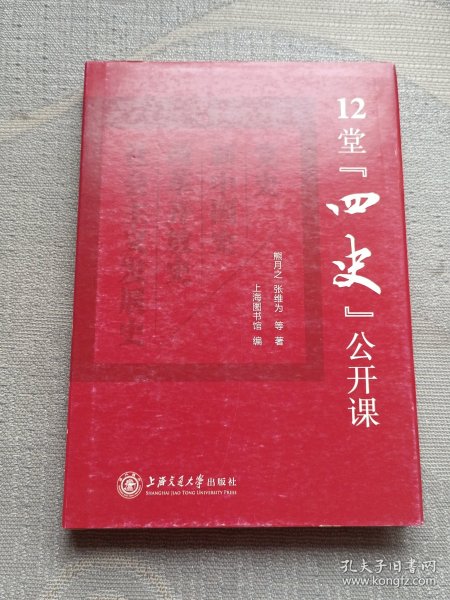 12堂『四史』公开课
熊月之 张维为 等 著
上海图书馆 编
上海交通大学出版社
SHANGHAI JIAO TONG UNIVERSITY PRESS
孔夫子旧书网
www.kongfz.com